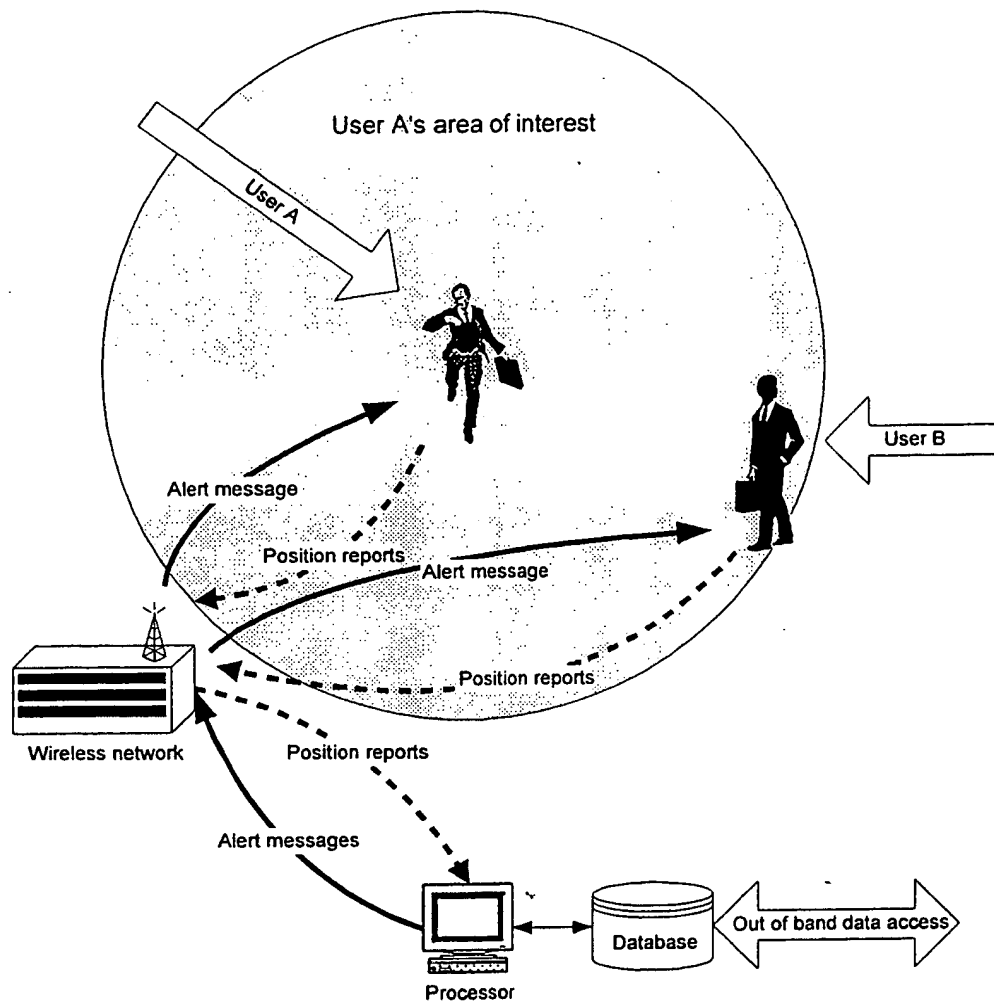 User A's area of interest
User A
User B
Alert message
Position reports
Alert message
Position reports
Wireless network
Position reports
Alert messages
Out of band data access
Database
Processor